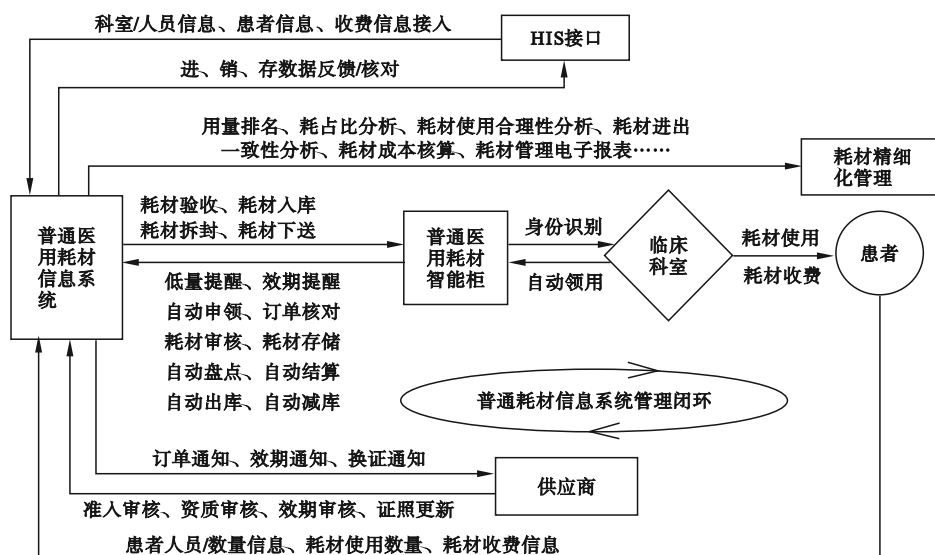 科室/人员信息、患者信息、收费信息接入
HIS接口
进、销、存数据反馈/核对
用量排名、耗占比分析、耗材使用合理性分析、耗材进出
一致性分析、耗材成本核算、耗材管理电子报表……
耗材精细
化管理
普通医
用耗材
信息系
统
耗材验收、耗材入库
耗材拆封、耗材下送
普通医
用耗材
智能柜
身份识别
自动领用
临床
科室
耗材使用
耗材收费
患者
低量提醒、效期提醒
自动申领、订单核对
耗材审核、耗材存储
自动盘点、自动结算
自动出库、自动减库
普通耗材信息系统管理闭环
订单通知、效期通知、换证通知
供应商
准入审核、资质审核、效期审核、证照更新
患者人员/数量信息、耗材使用数量、耗材收费信息